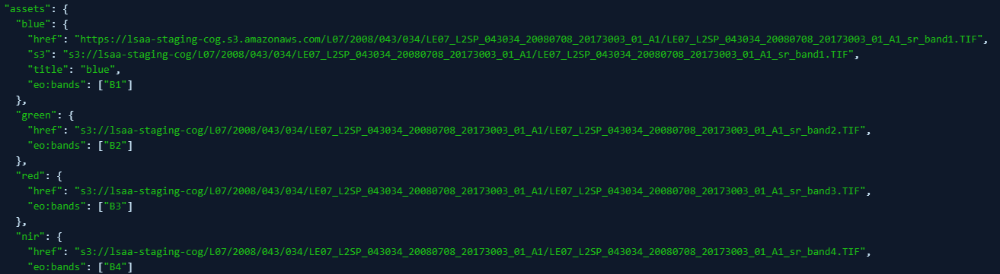 "assets": {
"blue": {
"href": "https://lsaa-staging-cog.s3.amazonaws.com/L07/2008/043/034/LE07_L2SP_043034_20080708_20173003_01_A1/LE07_L2SP_043034_20080708_20173003_01_A1_sr_band1.TIF",
"s3": "s3://lsaa-staging-cog/L07/2008/043/034/LE07_L2SP_043034_20080708_20173003_01_A1/LE07_L2SP_043034_20080708_20173003_01_A1_sr_band1.TIF",
"title": "blue",
"eo:bands": ["B1"]
},
"green": {
"href": "s3://lsaa-staging-cog/L07/2008/043/034/LE07_L2SP_043034_20080708_20173003_01_A1/LE07_L2SP_043034_20080708_20173003_01_A1_sr_band2.TIF",
"eo:bands": ["B2"]
},
"red": {
"href": "s3://lsaa-staging-cog/L07/2008/043/034/LE07_L2SP_043034_20080708_20173003_01_A1/LE07_L2SP_043034_20080708_20173003_01_A1_sr_band3.TIF",
"eo:bands": ["B3"]
},
"nir": {
"href": "s3://lsaa-staging-cog/L07/2008/043/034/LE07_L2SP_043034_20080708_20173003_01_A1/LE07_L2SP_043034_20080708_20173003_01_A1_sr_band4.TIF",
"eo:bands": ["B4"]